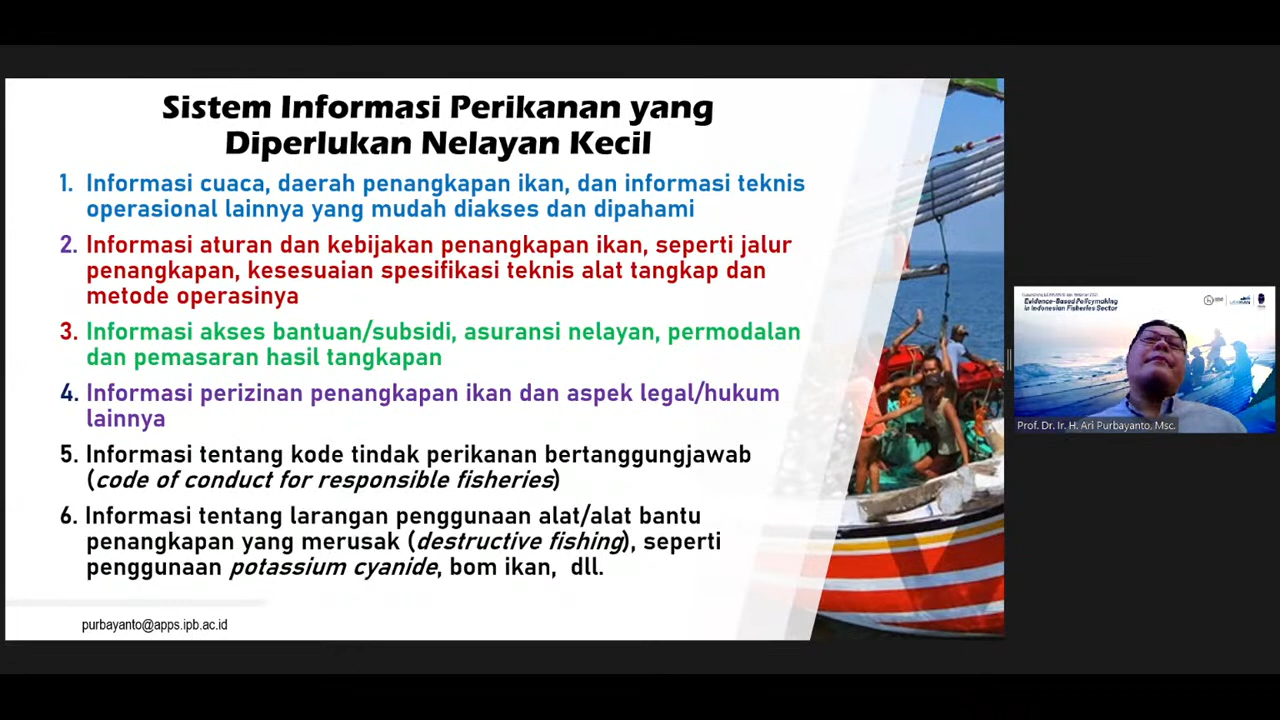 Sistem Informasi Perikanan yang
Diperlukan Nelayan Kecil
1. Informasi cuaca, daerah penangkapan ikan, dan informasi teknis
operasional lainnya yang mudah diakses dan dipahami
2. Informasi aturan dan kebijakan penangkapan ikan, seperti jalur
penangkapan, kesesuaian spesifikasi teknis alat tangkap dan
metode operasinya
3. Informasi akses bantuan/subsidi, asuransi nelayan, permodalan
dan pemasaran hasil tangkapan
4. Informasi perizinan penangkapan ikan dan aspek legal/hukum
lainnya
5. Informasi tentang kode tindak perikanan bertanggungjawab
(code of conduct for responsible fisheries)
6. Informasi tentang larangan penggunaan alat/alat bantu
penangkapan yang merusak (destructive fishing), seperti
penggunaan potassium cyanide, bom ikan, dll.
purbayanto@apps.ipb.ac.id
Evidence-Based Policymaking
in Indonesian Fisheries Sector
Prof. Dr. Ir. H. Ari Purbayanto, Msc.